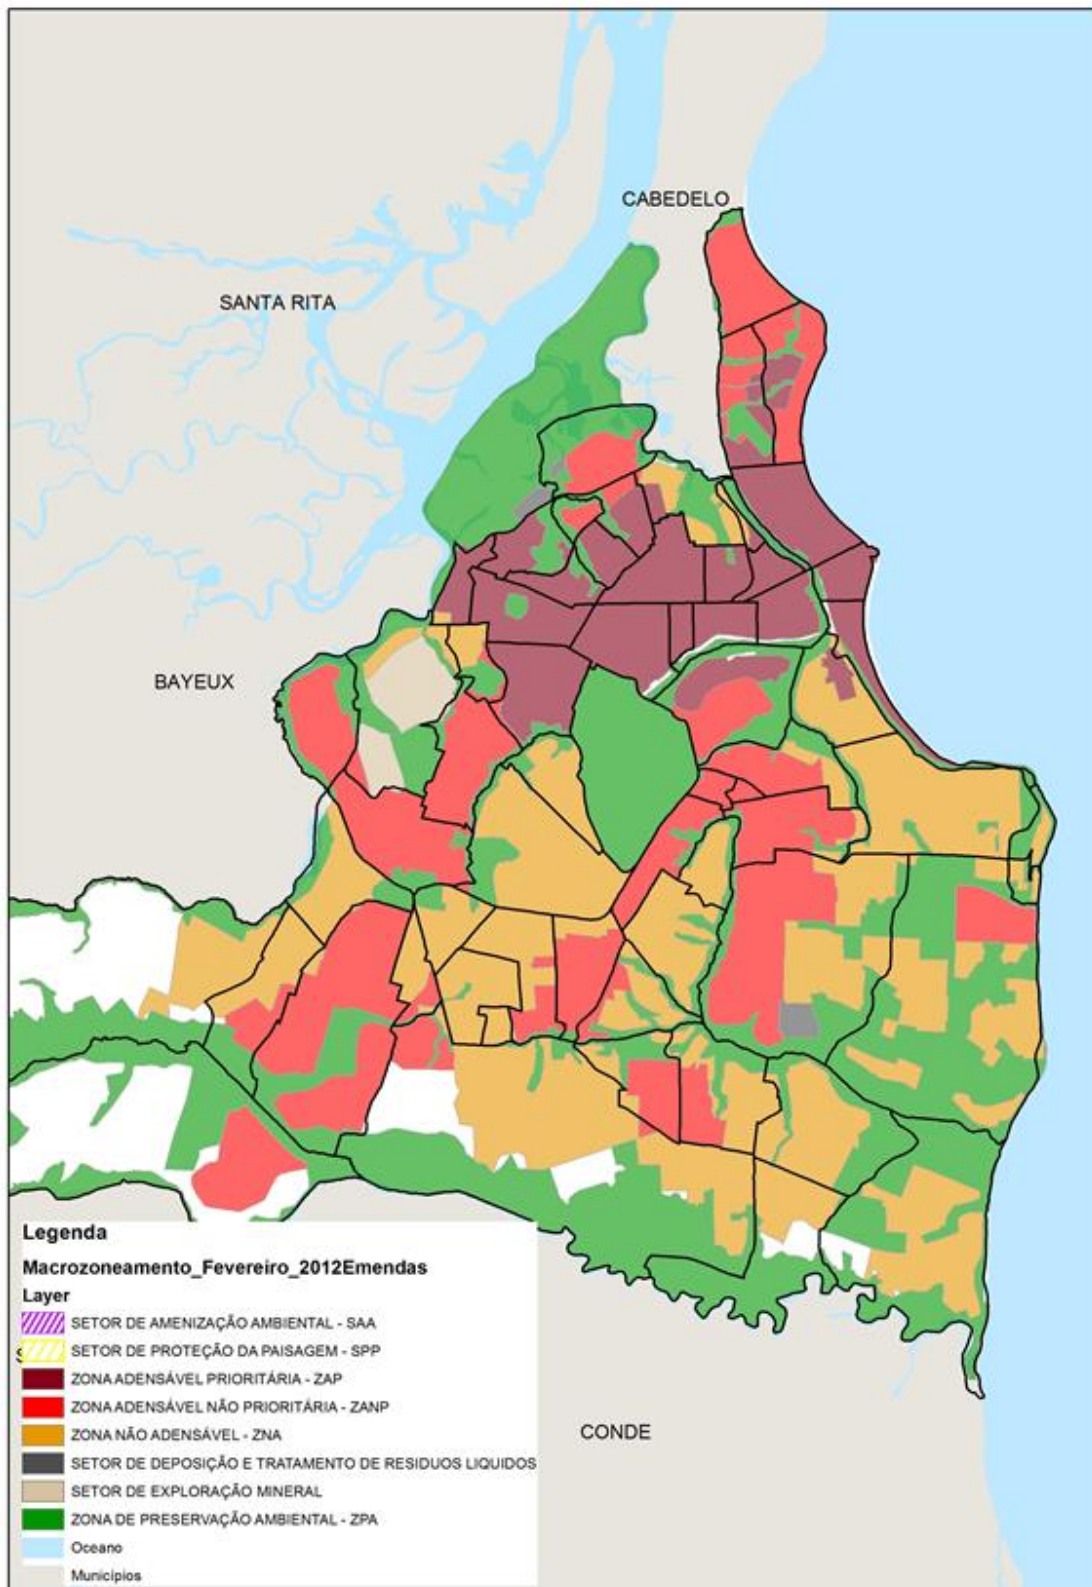 CABEDELO
SANTA RITA
BAYEUX
Legenda
Macrozoneamento_Fevereiro_2012Emendas
Layer
SETOR DE AMENIZAÇÃO AMBIENTAL - SAA
SETOR DE PROTEÇÃO DA PAISAGEM - SPP
ZONA ADENSÁVEL PRIORITÁRIA - ZAP
ZONA ADENSÁVEL NÃO PRIORITÁRIA - ZANP
ZONA NÃO ADENSÁVEL - ZNA
SETOR DE DEPOSIÇÃO E TRATAMENTO DE RESIDUOS LIQUIDOS
SETOR DE EXPLORAÇÃO MINERAL
ZONA DE PRESERVAÇÃO AMBIENTAL - ZPA
Oceano
Municípios
CONDE